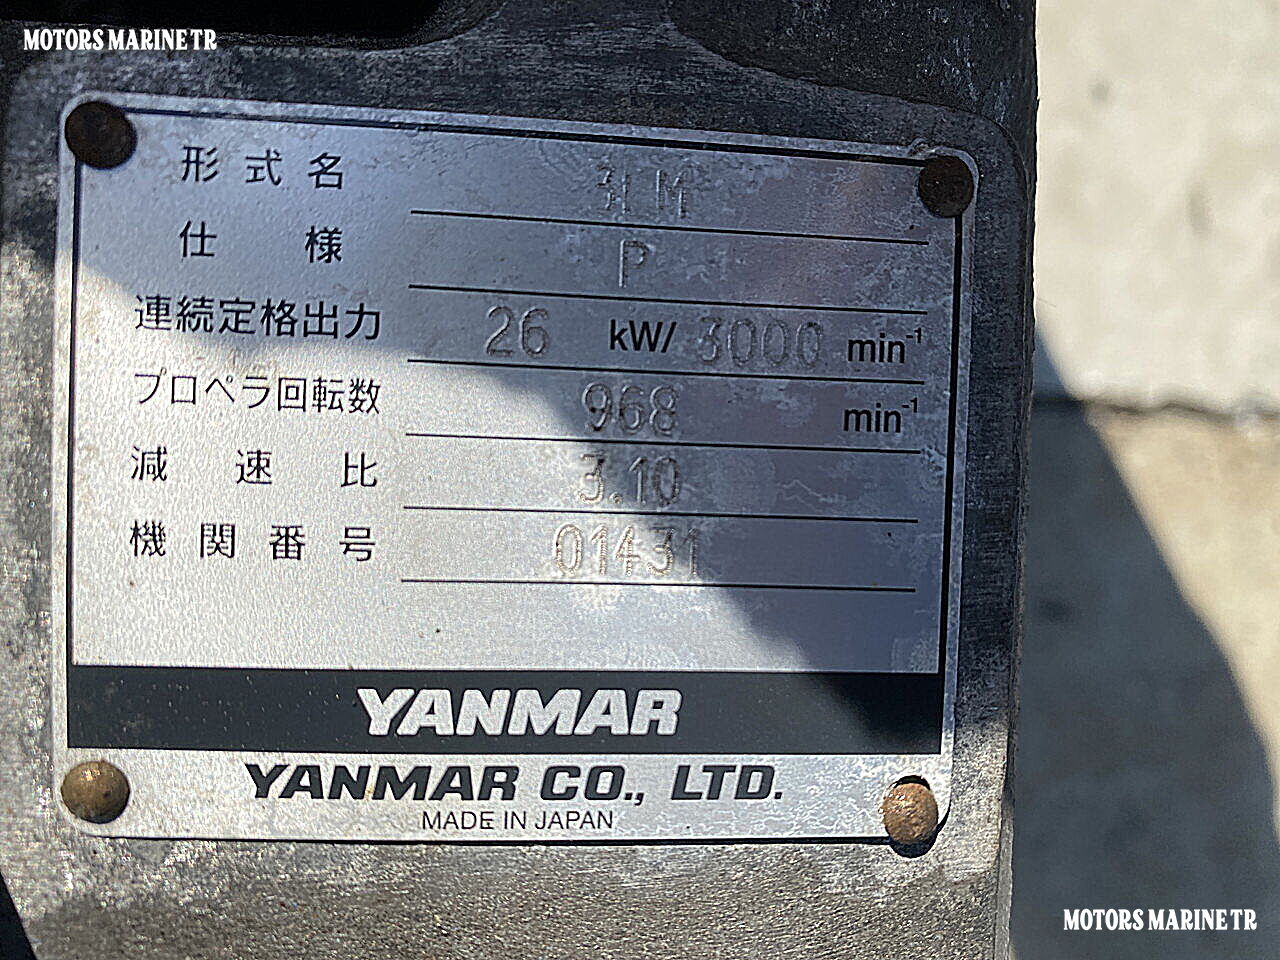 MOTORS MARINE TR
形式名 3LM
仕様 P
連続定格出力 26 kW/ 3000 min-1
プロペラ回転数 968 min-1
減速比 3.10
機関番号 01431
YANMAR
YANMAR CO., LTD.
MADE IN JAPAN
MOTORS MARINE TR